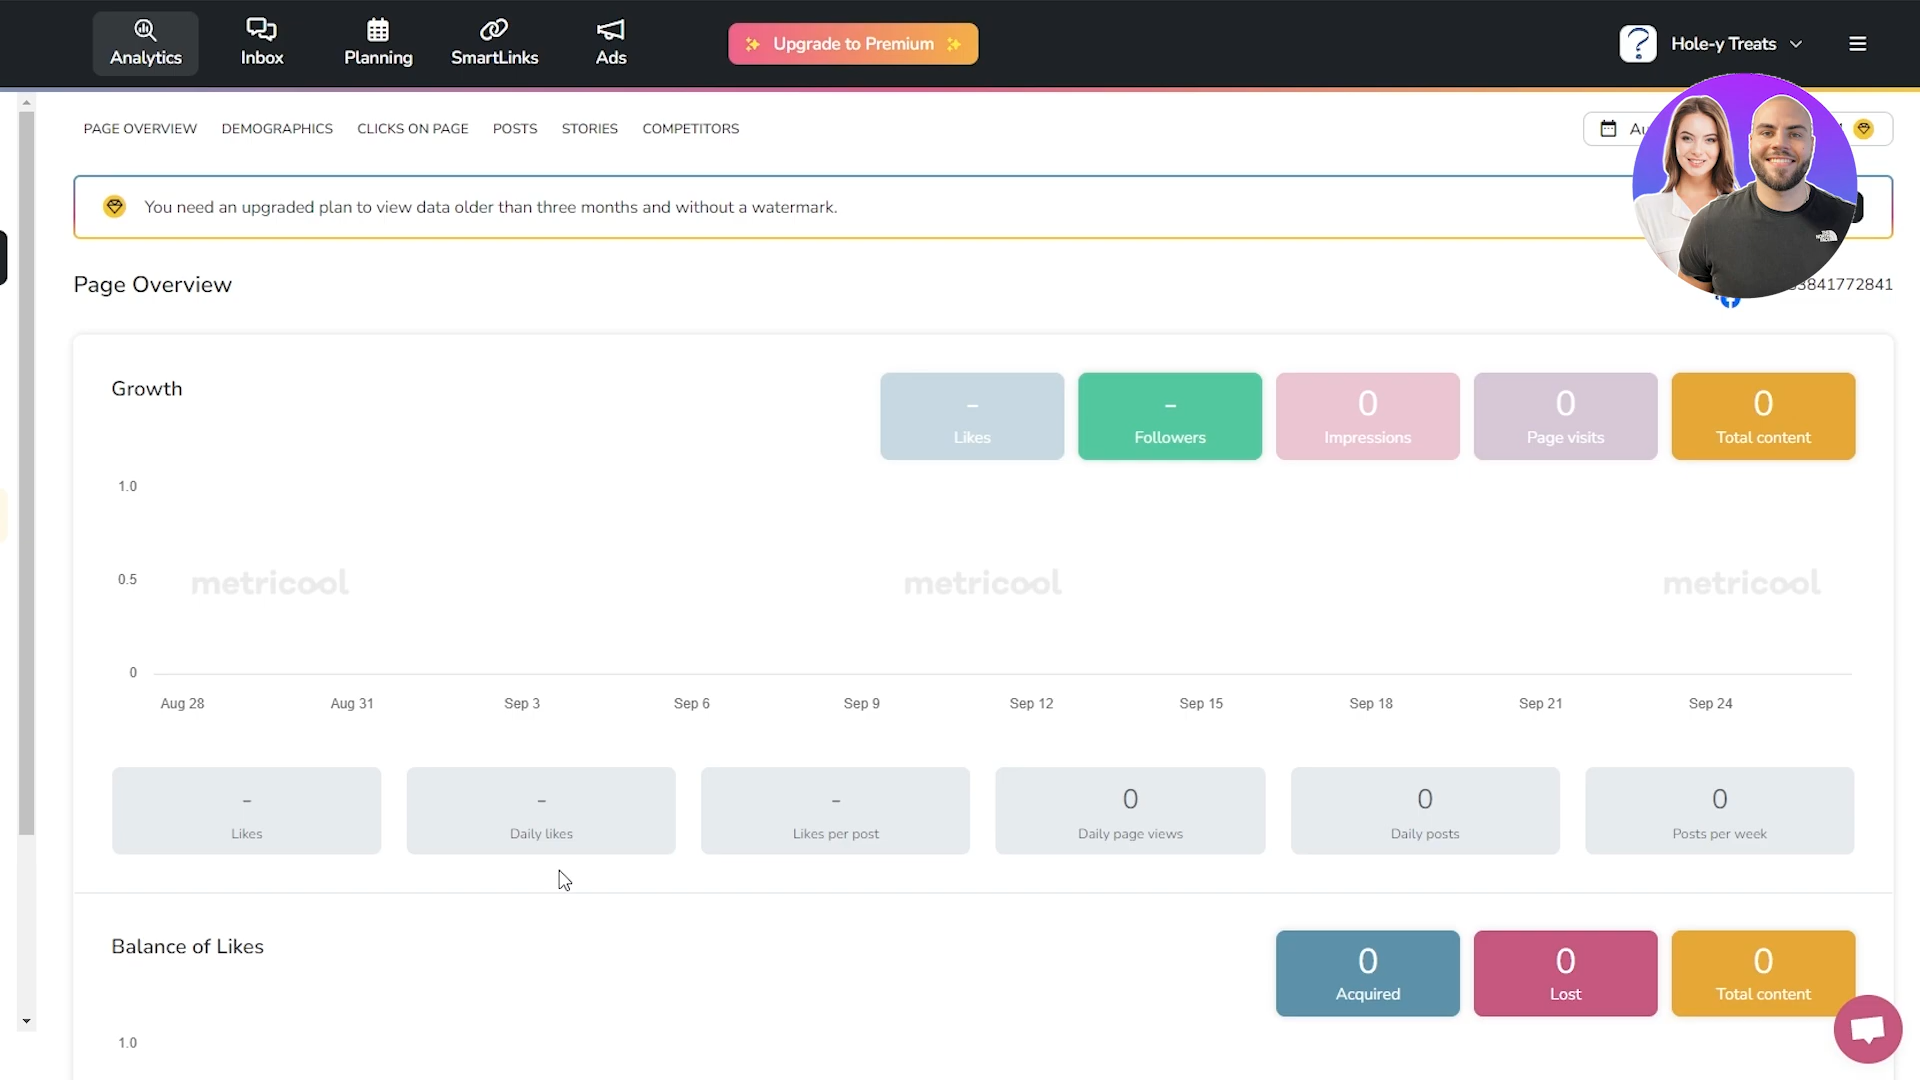 Analytics
Inbox
Planning
SmartLinks
Ads
Upgrade to Premium
Hole-y Treats
PAGE OVERVIEW
DEMOGRAPHICS
CLICKS ON PAGE
POSTS
STORIES
COMPETITORS
You need an upgraded plan to view data older than three months and without a watermark.
Page Overview
3841772841
Growth
-
Likes
-
Followers
0
Impressions
0
Page visits
0
Total content
1.0
0.5
metricool
metricool
metricool
0
Aug 28
Aug 31
Sep 3
Sep 6
Sep 9
Sep 12
Sep 15
Sep 18
Sep 21
Sep 24
-
Likes
-
Daily likes
-
Likes per post
0
Daily page views
0
Daily posts
0
Posts per week
Balance of Likes
0
Acquired
0
Lost
0
Total content
1.0